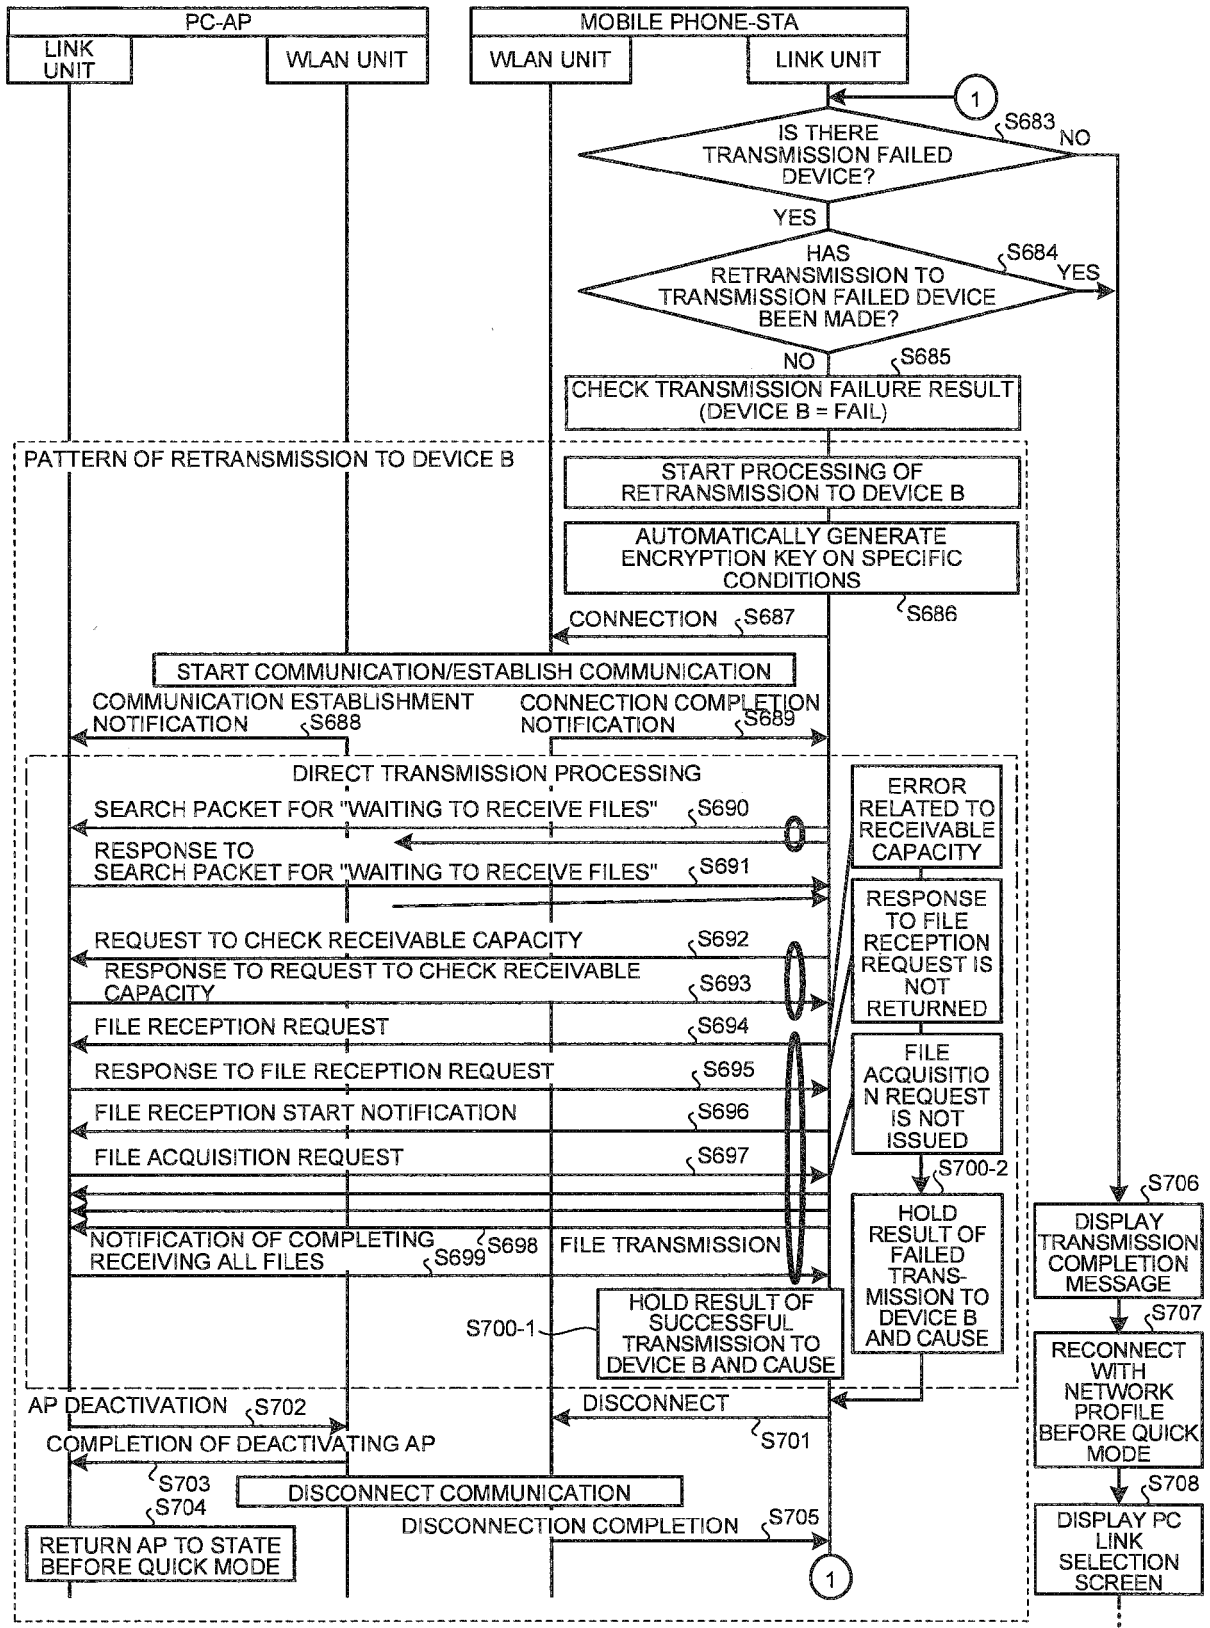 PC-AP
MOBILE PHONE-STA
LINK
UNIT
WLAN UNIT
WLAN UNIT
LINK UNIT
1
S683
IS THERE
TRANSMISSION FAILED
DEVICE?
NO
YES
S684
HAS
RETRANSMISSION TO
TRANSMISSION FAILED DEVICE
BEEN MADE?
YES
NO
S685
CHECK TRANSMISSION FAILURE RESULT
(DEVICE B = FAIL)
PATTERN OF RETRANSMISSION TO DEVICE B
START PROCESSING OF
RETRANSMISSION TO DEVICE B
AUTOMATICALLY GENERATE
ENCRYPTION KEY ON SPECIFIC
CONDITIONS
S686
CONNECTION
S687
START COMMUNICATION/ESTABLISH COMMUNICATION
COMMUNICATION ESTABLISHMENT
NOTIFICATION
S688
CONNECTION COMPLETION
NOTIFICATION
S689
DIRECT TRANSMISSION PROCESSING
SEARCH PACKET FOR "WAITING TO RECEIVE FILES"
S690
RESPONSE TO
SEARCH PACKET FOR "WAITING TO RECEIVE FILES"
S691
REQUEST TO CHECK RECEIVABLE CAPACITY
S692
RESPONSE TO REQUEST TO CHECK RECEIVABLE
CAPACITY
S693
FILE RECEPTION REQUEST
S694
RESPONSE TO FILE RECEPTION REQUEST
S695
FILE RECEPTION START NOTIFICATION
S696
FILE ACQUISITION REQUEST
S697
NOTIFICATION OF COMPLETING
RECEIVING ALL FILES
S698
S699
FILE TRANSMISSION
ERROR
RELATED TO
RECEIVABLE
CAPACITY
RESPONSE
TO FILE
RECEPTION
REQUEST IS
NOT
RETURNED
FILE
ACQUISITIO
N REQUEST
IS NOT
ISSUED
S700-2
HOLD
RESULT OF
FAILED
TRANS-
MISSION TO
DEVICE B
AND CAUSE
S700-1
HOLD RESULT OF
SUCCESSFUL
TRANSMISSION TO
DEVICE B AND CAUSE
S706
DISPLAY
TRANSMISSION
COMPLETION
MESSAGE
S707
RECONNECT
WITH
NETWORK
PROFILE
BEFORE QUICK
MODE
S708
DISPLAY PC
LINK
SELECTION
SCREEN
AP DEACTIVATION
S702
DISCONNECT
S701
COMPLETION OF DEACTIVATING AP
S703
DISCONNECT COMMUNICATION
S704
RETURN AP TO STATE
BEFORE QUICK MODE
DISCONNECTION COMPLETION
S705
1